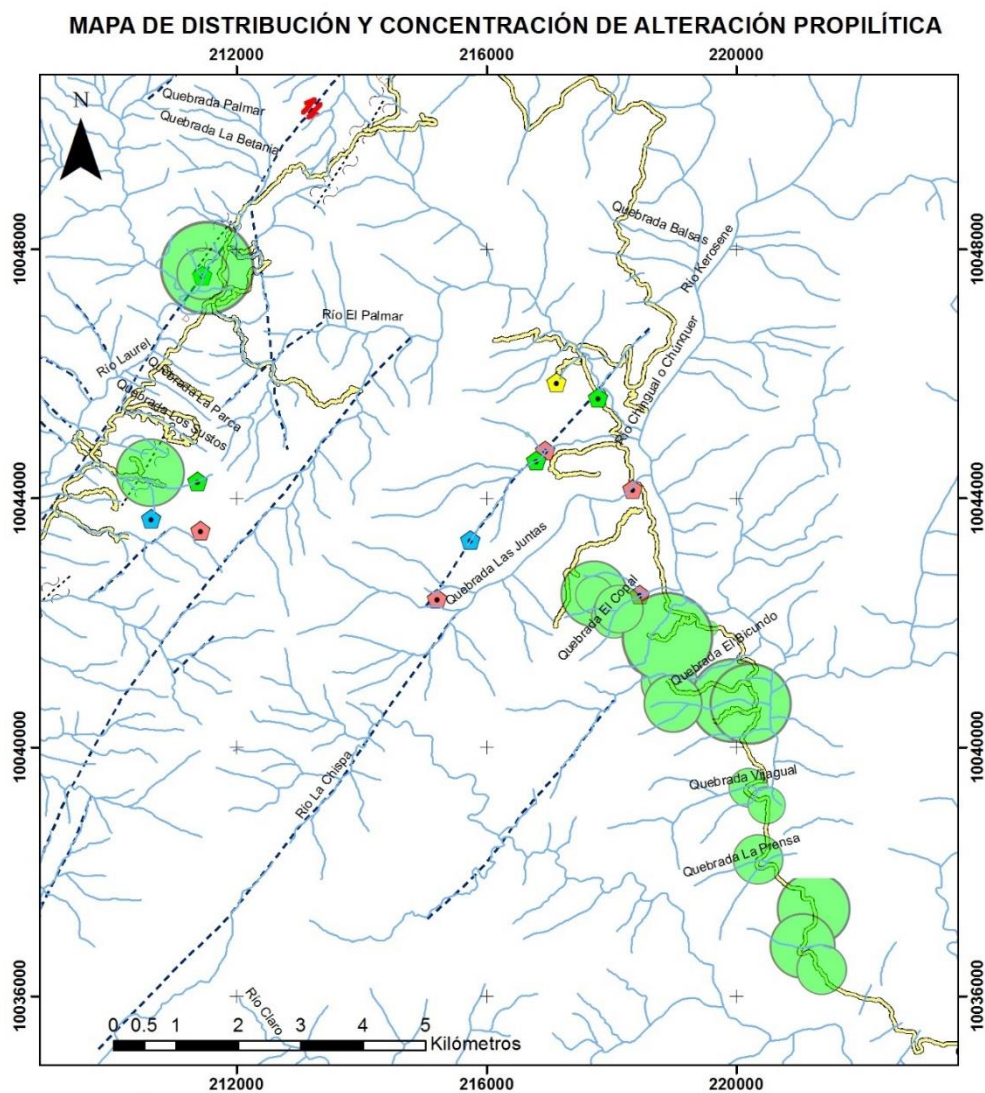 MAPA DE DISTRIBUCIÓN Y CONCENTRACIÓN DE ALTERACIÓN PROPILÍTICA
212000 216000 220000
N
Quebrada Palmar
Quebrada La Betania
10048000 10048000
Quebrada Balsas
Río Kerosene
Río El Palmar
Río Laurel
Quebrada La Parca
Quebrada Los Sustos
Río Chingual o Chunquer
10044000 10044000
Quebrada Las Juntas
Quebrada El Copal
Quebrada El Bicundo
10040000 10040000
Río La Chispa
Quebrada Vijagual
Quebrada La Prensa
10036000 10036000
Río Claro
0 0.5 1 2 3 4 5
Kilómetros
212000 216000 220000